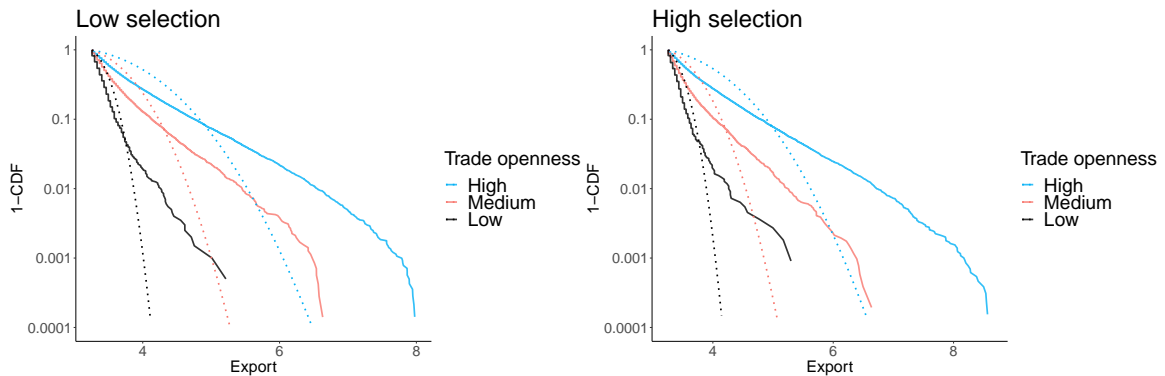 Low selection
1
0.1
0.01
0.001
0.0001
1−CDF
4
6
8
Export
Trade openness
High
Medium
Low
High selection
1
0.1
0.01
0.001
0.0001
1−CDF
4
6
8
Export
Trade openness
High
Medium
Low